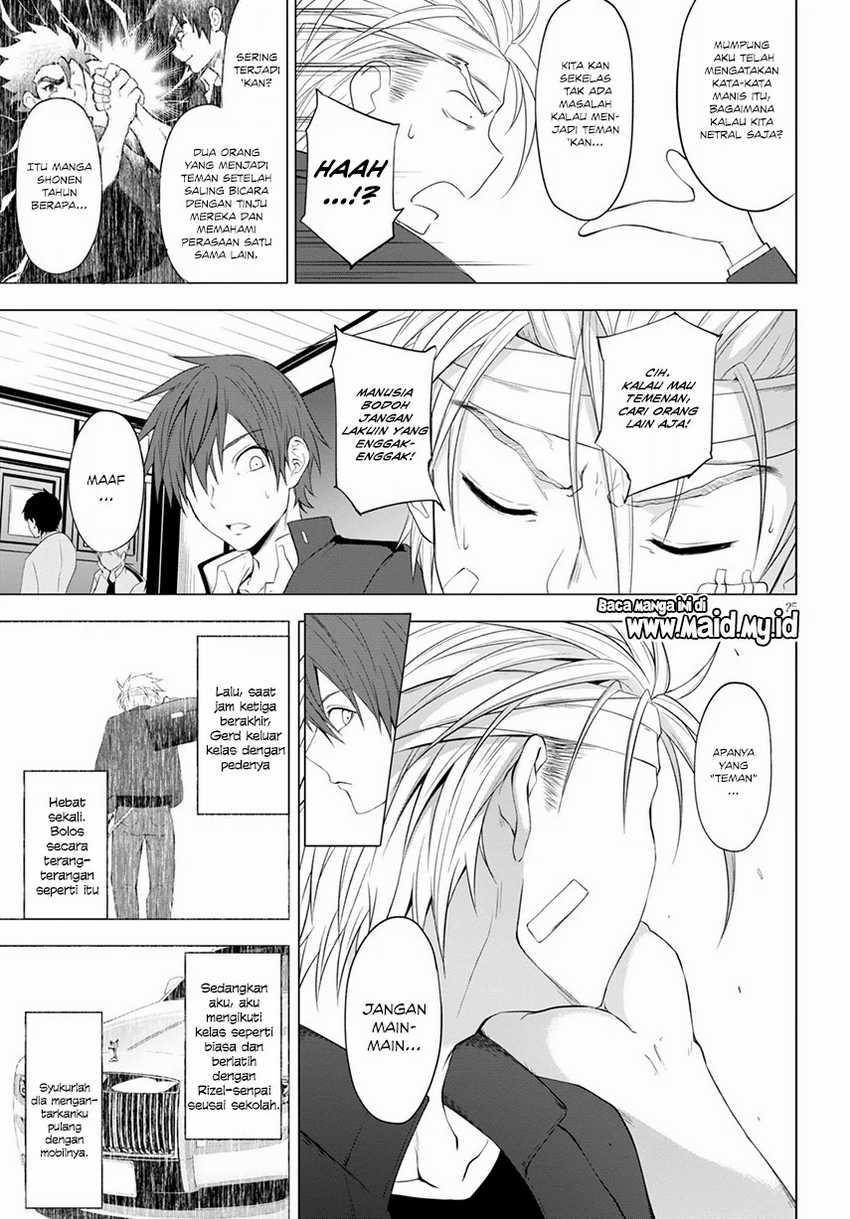 MUMPUNG
AKU TELAH
MENGATAKAN
KATA-KATA
MANIS ITU,
BAGAIMANA
KALAU KITA
NETRAL SAJA?
KITA KAN
SEKELAS
TAK ADA
MASALAH
KALAU MEN-
JADI TEMAN
'KAN...
HAAH
...!?
SERING
TERJADI
'KAN?
DUA ORANG
YANG MENJADI
TEMAN SETELAH
SALING BICARA
DENGAN TINJU
MEREKA DAN
MEMAHAMI
PERASAAN SATU
SAMA LAIN.
ITU MANGA
SHONEN
TAHUN
BERAPA...
CIH.
KALAU MAU
TEMENAN,
CARI ORANG
LAIN AJA!
MANUSIA
BODOH
JANGAN
LAKUIN YANG
ENGGAK-
ENGGAK!
MAAF
...
25
Baca Manga ini di
www.Maid.My.id
APANYA
YANG
"TEMAN"
...
JANGAN
MAIN-
MAIN...
Lalu, saat
jam ketiga
berakhir,
Gerd keluar
kelas dengan
pedenya
Hebat
sekali. Bolos
secara
terang-
terangan
seperti itu
Sedangkan
aku, aku
mengikuti
kelas seperti
biasa dan
berlatih
dengan
Rizel-senpai
seusai sekolah.
Syukurlah
dia mengan-
tarkanku
pulang
dengan
mobilnya.